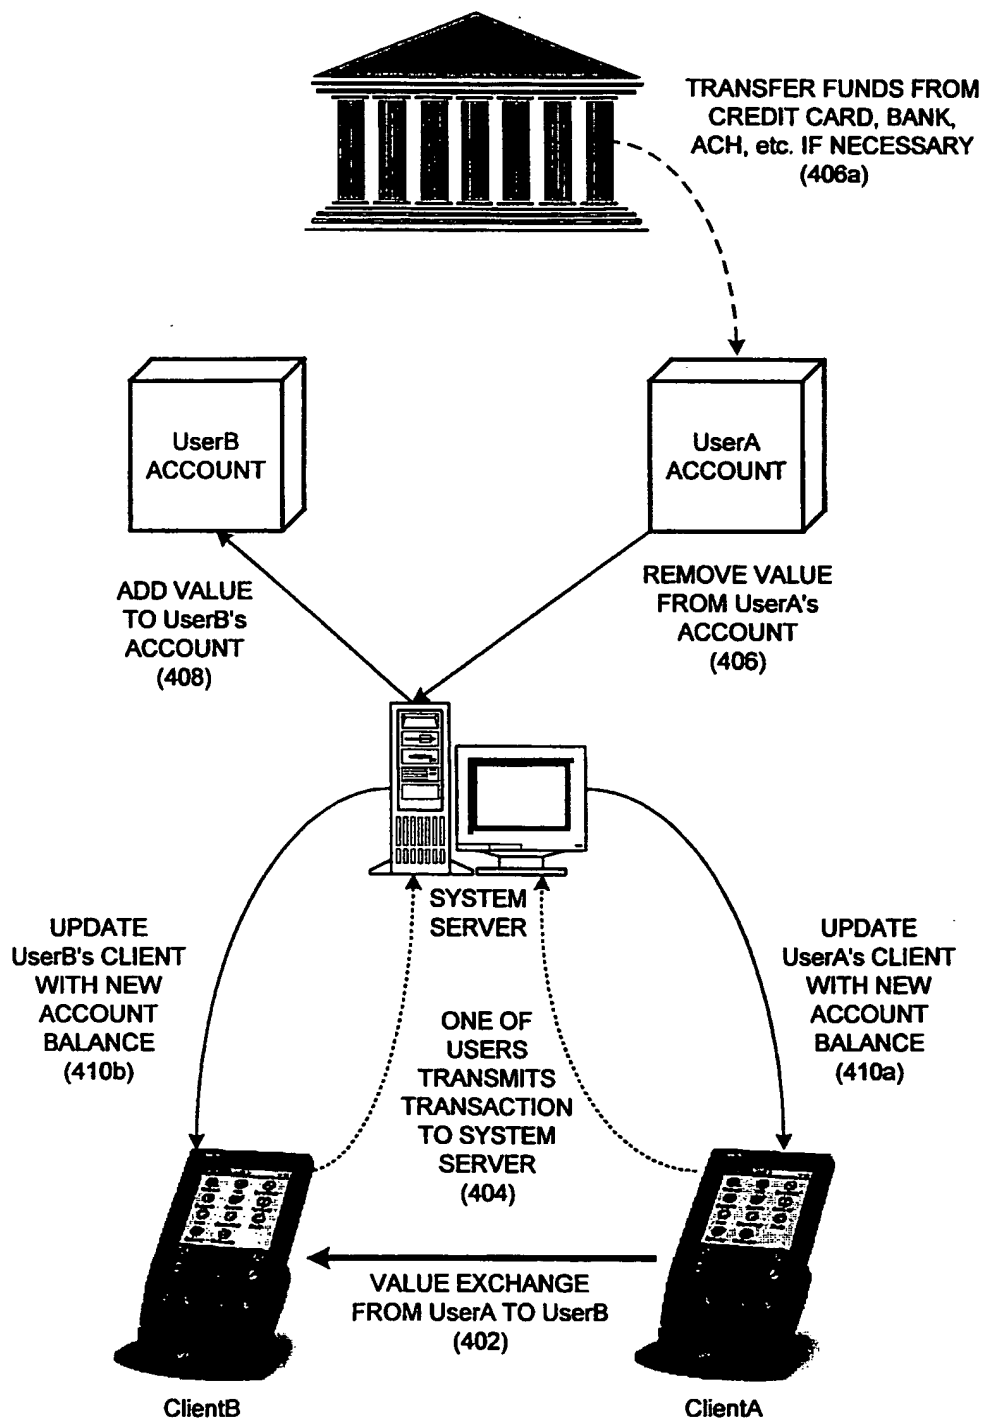 TRANSFER FUNDS FROM
CREDIT CARD, BANK,
ACH, etc. IF NECESSARY
(406a)
UserB
ACCOUNT
UserA
ACCOUNT
ADD VALUE
TO UserB's
ACCOUNT
(408)
REMOVE VALUE
FROM UserA's
ACCOUNT
(406)
SYSTEM
SERVER
UPDATE
UserB's CLIENT
WITH NEW
ACCOUNT
BALANCE
(410b)
ONE OF
USERS
TRANSMITS
TRANSACTION
TO SYSTEM
SERVER
(404)
UPDATE
UserA's CLIENT
WITH NEW
ACCOUNT
BALANCE
(410a)
VALUE EXCHANGE
FROM UserA TO UserB
(402)
ClientB
ClientA